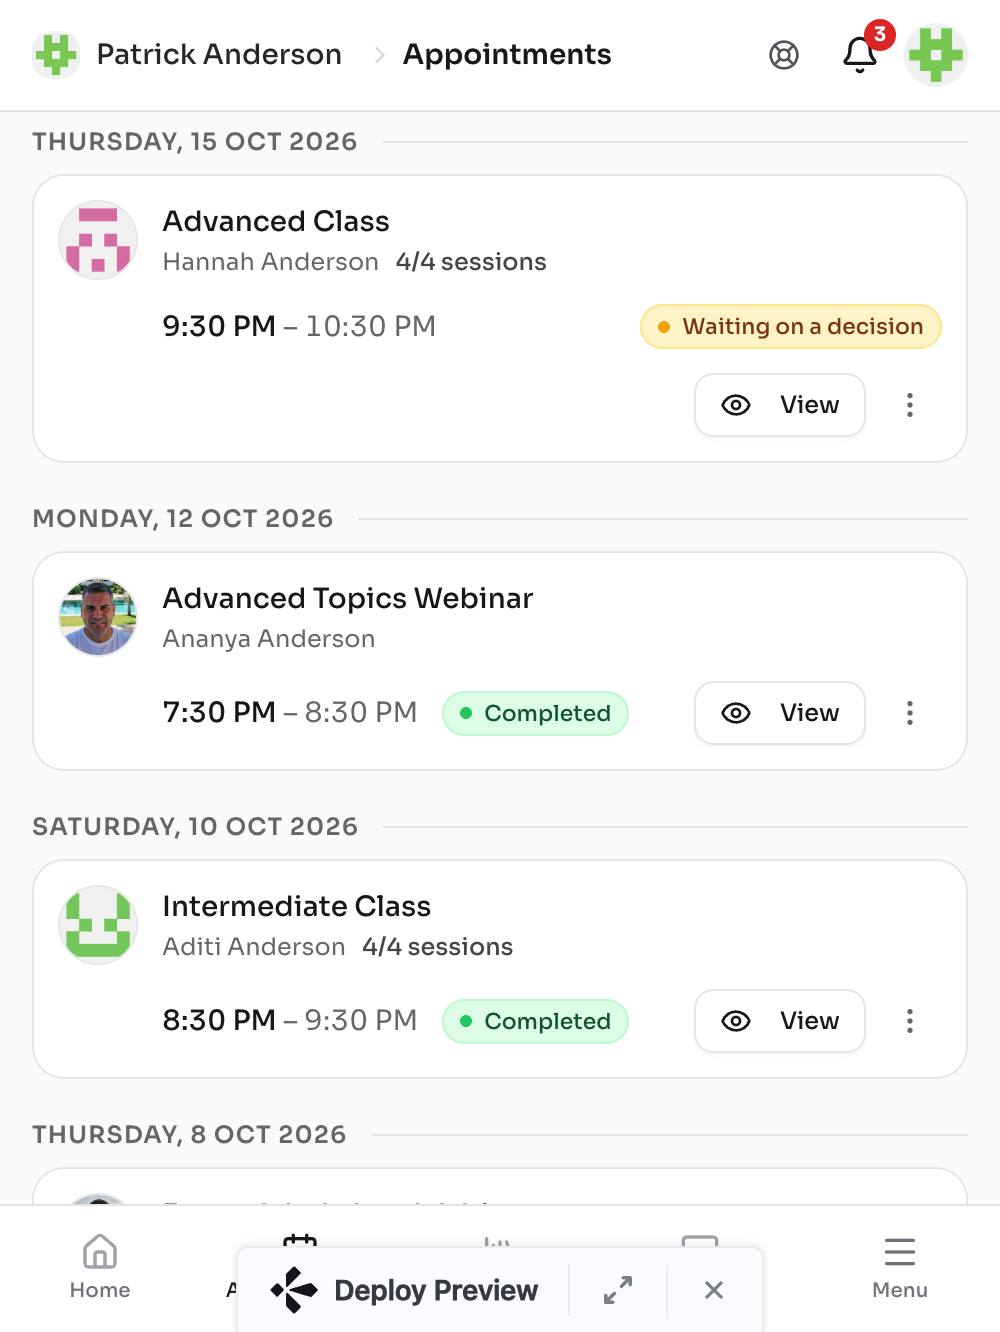 Patrick Anderson > Appointments 3
THURSDAY, 15 OCT 2026
Advanced Class
Hannah Anderson 4/4 sessions
9:30 PM – 10:30 PM Waiting on a decision
View
MONDAY, 12 OCT 2026
Advanced Topics Webinar
Ananya Anderson
7:30 PM – 8:30 PM Completed View
SATURDAY, 10 OCT 2026
Intermediate Class
Aditi Anderson 4/4 sessions
8:30 PM – 9:30 PM Completed View
THURSDAY, 8 OCT 2026
Home Menu
Deploy Preview